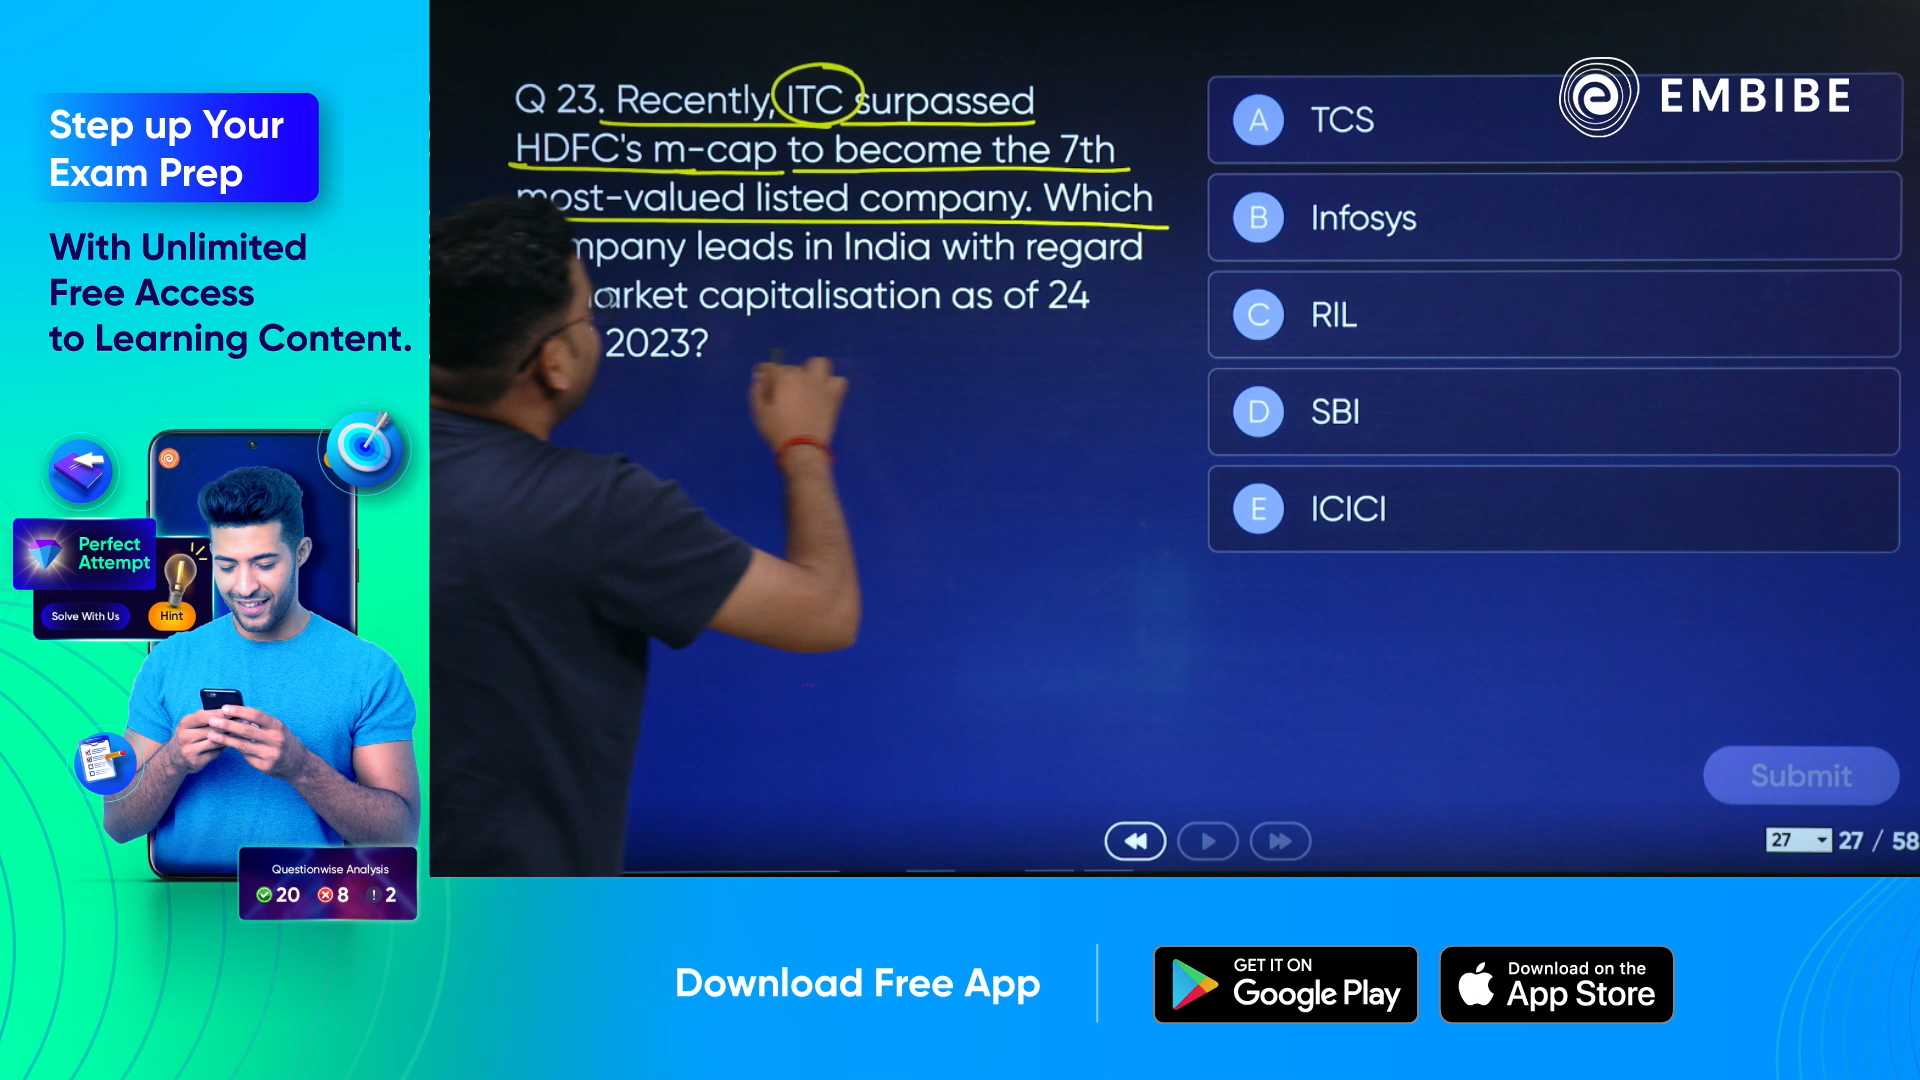 Step up Your
Exam Prep
With Unlimited
Free Access
to Learning Content.
Perfect
Attempt
Solve With Us
Hint
Questionwise Analysis
20
8
! 2
Q 23. Recently, ITC surpassed
HDFC's m-cap to become the 7th
most-valued listed company. Which
leads in India with regard
capitalisation as of 24
2023?
A TCS
B Infosys
C RIL
D SBI
E ICICI
EMBIBE
Submit
27 27 / 58
Download Free App
GET IT ON
Google Play
Download on the
App Store